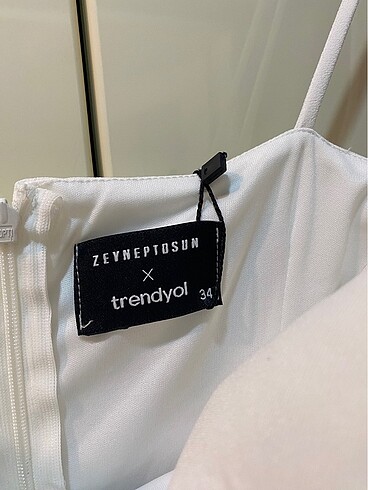 ZEYNEPTOSUN
X
trendyol
34